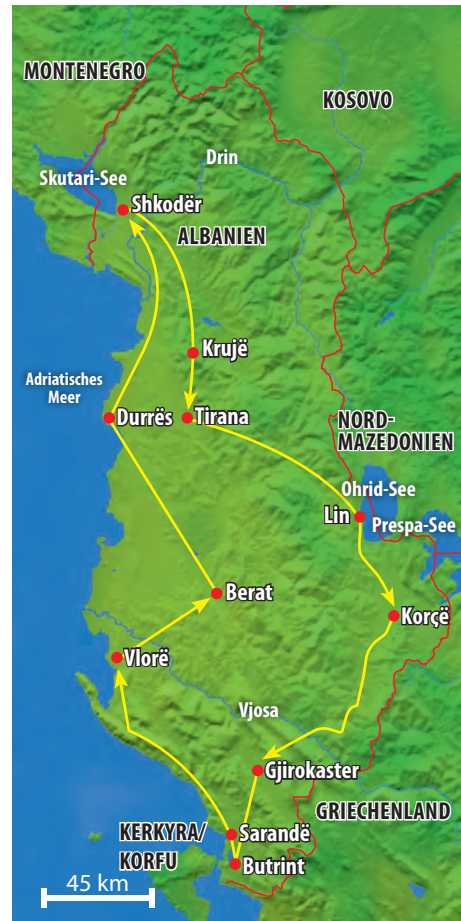 MONTENEGRO
KOSOVO
Drin
Skutari-See
Shkodër
ALBANIEN
Krujë
Adriatisches
Meer
Durrës
Tirana
NORD-
MAZEDONIEN
Ohrid-See
Lin
Prespa-See
Berat
Korçë
Vlorë
Vjosa
Gjirokaster
GRIECHENLAND
KERKYRA/
KORFU
Sarandë
Butrint
45 km